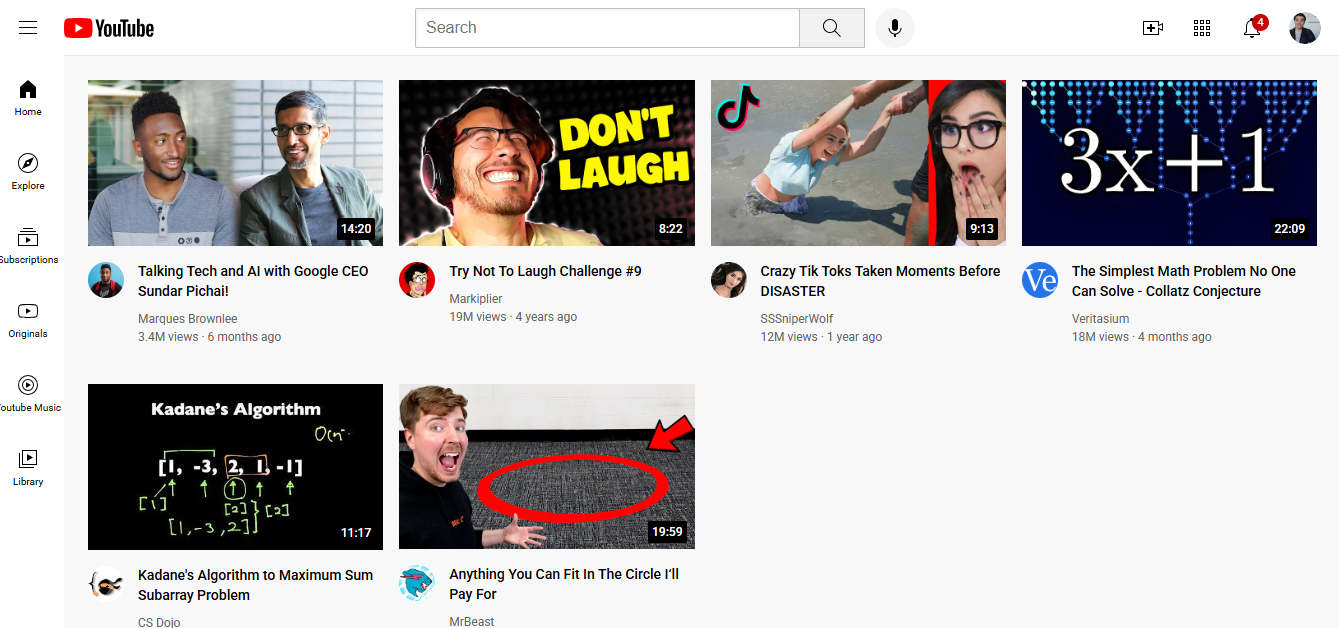 YouTube
Search
4
Home
Explore
Subscriptions
Originals
Youtube Music
Library
DON'T
LAUGH
14:20
8:22
9:13
3x+1
22:09
Talking Tech and AI with Google CEO
Sundar Pichai!
Marques Brownlee
3.4M views · 6 months ago
Try Not To Laugh Challenge #9
Markiplier
19M views · 4 years ago
Crazy Tik Toks Taken Moments Before
DISASTER
SSSniperWolf
12M views · 1 year ago
Ve
The Simplest Math Problem No One
Can Solve - Collatz Conjecture
Veritasium
18M views · 4 months ago
Kadane's Algorithm
[1, -3, 2, 1, -1]
[1]
[2]
[2]
[1,-3,2]
11:17
19:59
Kadane's Algorithm to Maximum Sum
Subarray Problem
CS Dojo
Anything You Can Fit In The Circle I'll
Pay For
MrBeast